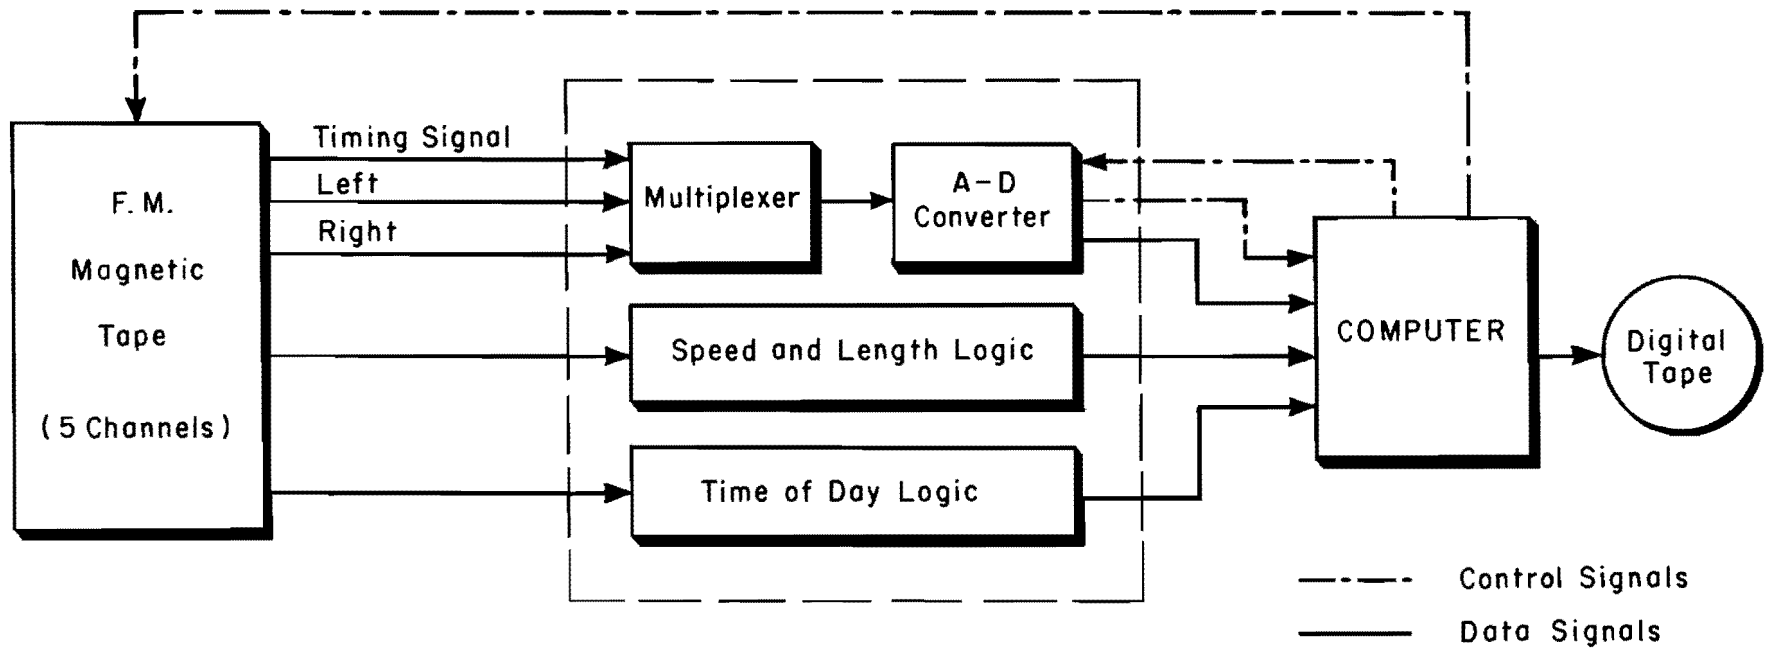 F. M.
Magnetic
Tape
(5 Channels)
Timing Signal
Left
Right
Multiplexer
A-D
Converter
Speed and Length Logic
Time of Day Logic
COMPUTER
Digital
Tape
Control Signals
Data Signals